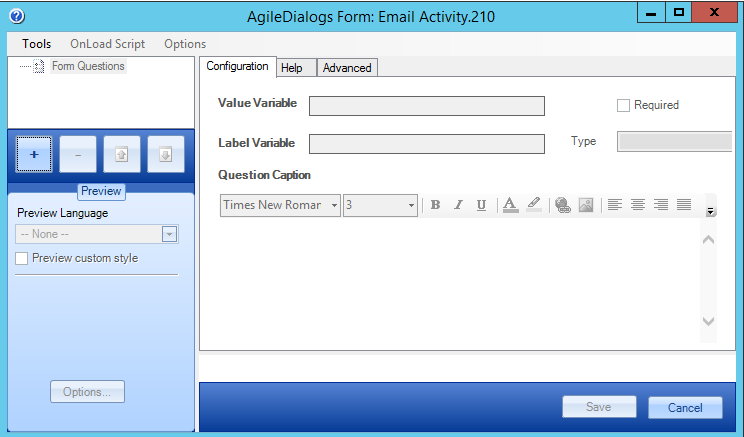 AgileDialogs Form: Email Activity.210
Tools OnLoad Script Options
Form Questions
Configuration Help Advanced
Value Variable
Required
Label Variable
Type
Question Caption
Times New Romar 3 B I U A
+ -
Preview
Preview Language
-- None --
Preview custom style
Options...
Save Cancel